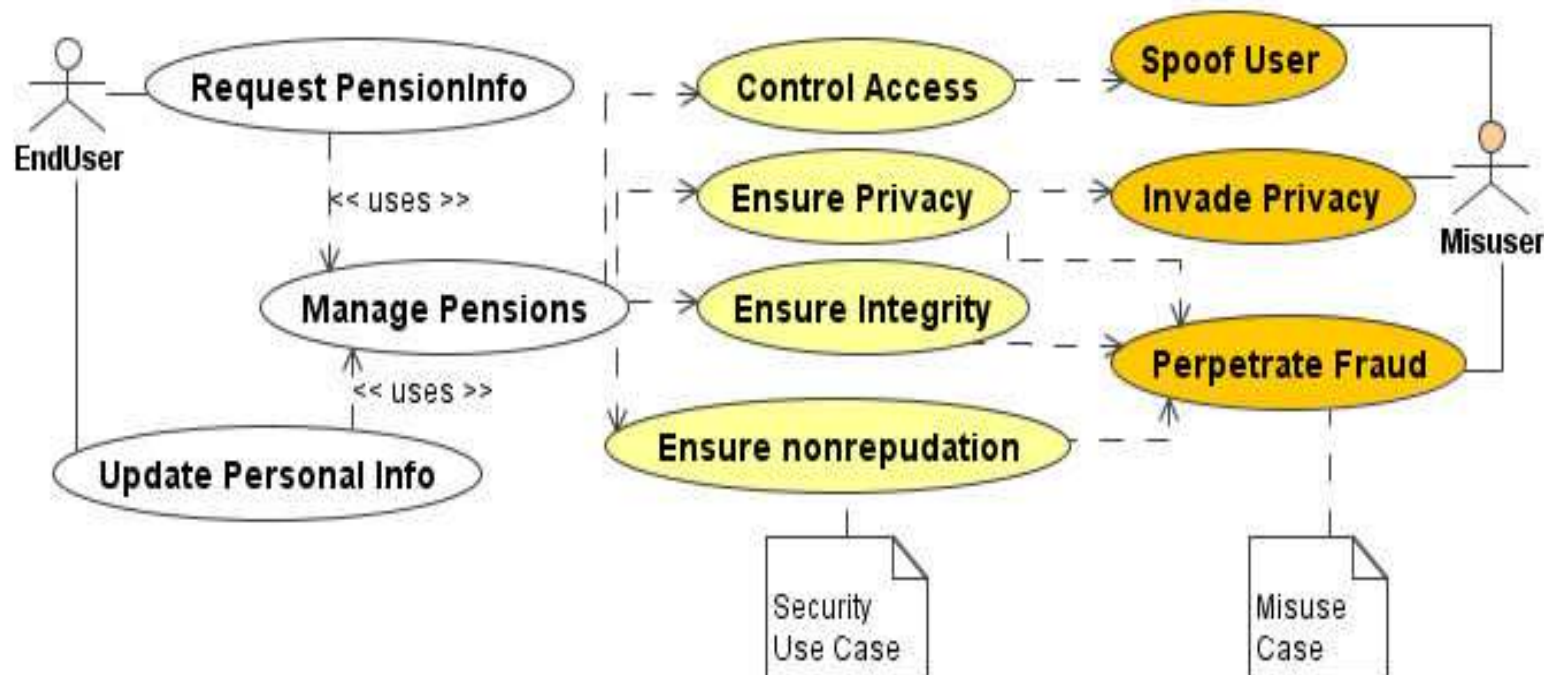 EndUser
Request PensionInfo
<< uses >>
Manage Pensions
<< uses >>
Update Personal Info
Control Access
Ensure Privacy
Ensure Integrity
Ensure nonrepudation
Security
Use Case
Spoof User
Invade Privacy
Perpetrate Fraud
Misuser
Misuse
Case